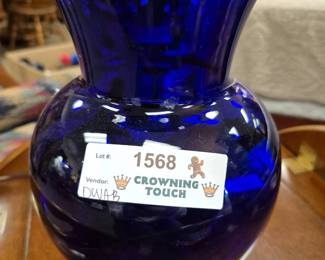 Lot #: 1568
Vendor: CROWNING
DWAB TOUCH